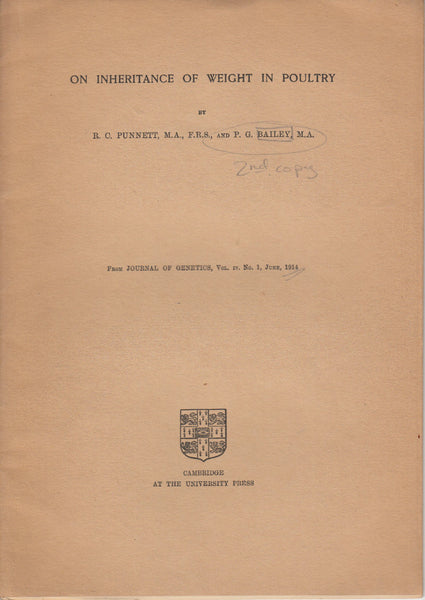 ON INHERITANCE OF WEIGHT IN POULTRY
BY
R. C. PUNNETT, M.A., F.R.S., AND P. G. BAILEY, M.A.
2nd copy
FROM JOURNAL OF GENETICS, VOL. IV. NO. 1, JUNE, 1914
CAMBRIDGE
AT THE UNIVERSITY PRESS